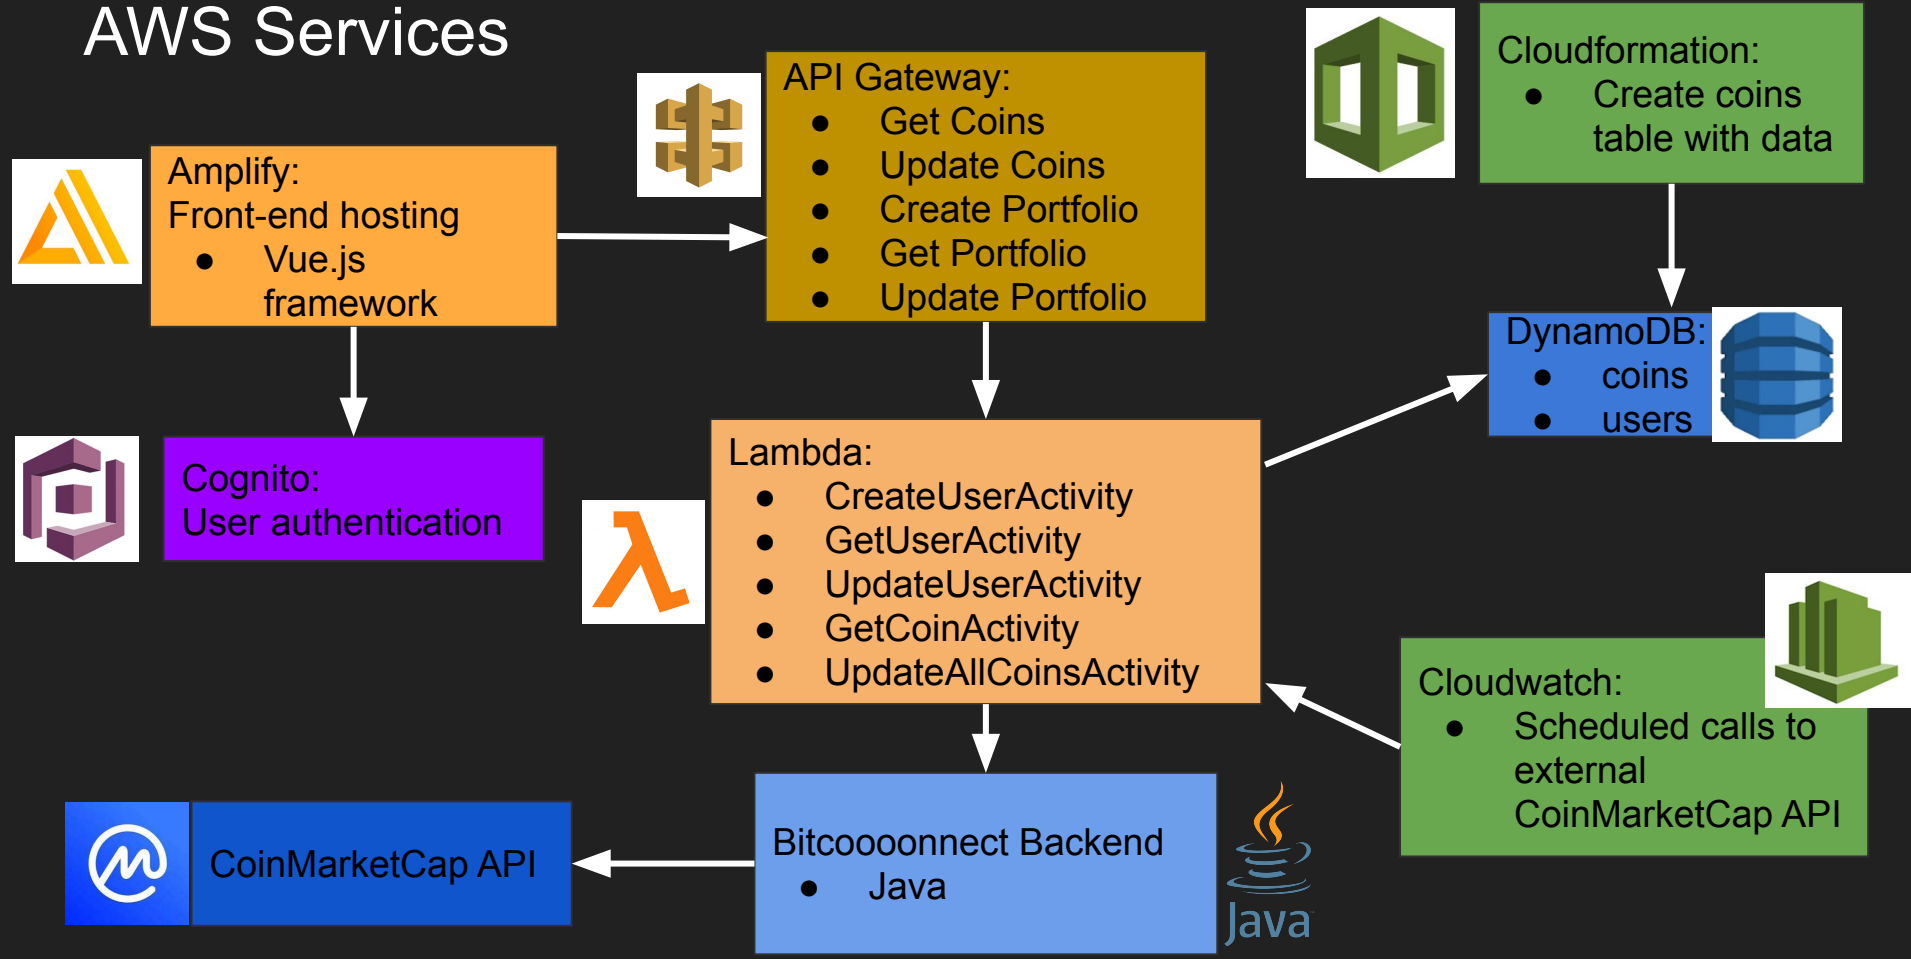 AWS Services
Amplify:
Front-end hosting
● Vue.js
framework
API Gateway:
● Get Coins
● Update Coins
● Create Portfolio
● Get Portfolio
● Update Portfolio
Cloudformation:
● Create coins
table with data
DynamoDB:
● coins
● users
Cognito:
User authentication
Lambda:
● CreateUserActivity
● GetUserActivity
● UpdateUserActivity
● GetCoinActivity
● UpdateAllCoinsActivity
Cloudwatch:
● Scheduled calls to
external
CoinMarketCap API
CoinMarketCap API
Bitcoooonnect Backend
● Java
Java